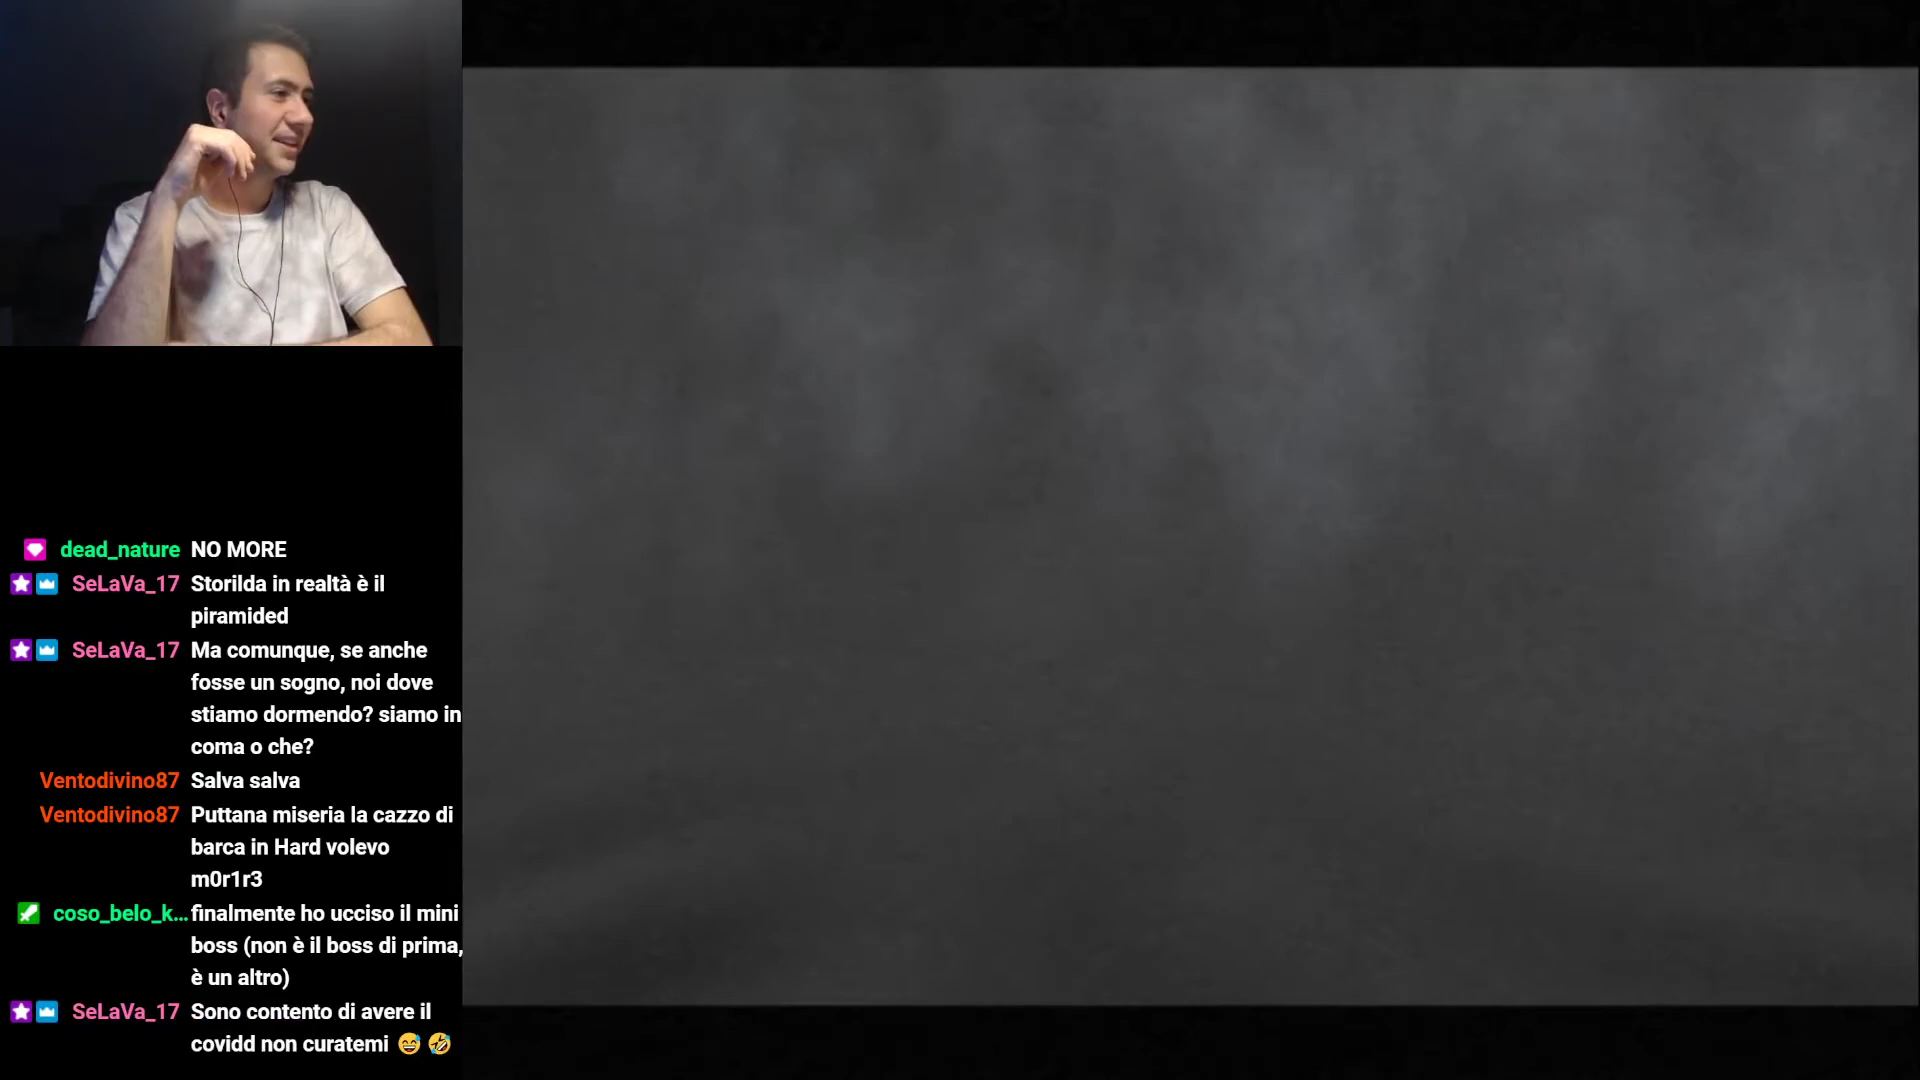 dead_nature NO MORE
SeLaVa_17 Storilda in realtà è il
piramided
SeLaVa_17 Ma comunque, se anche
fosse un sogno, noi dove
stiamo dormendo? siamo in
coma o che?
Ventodivino87 Salva salva
Ventodivino87 Puttana miseria la cazzo di
barca in Hard volevo
m0r1r3
coso_belo_k... finalmente ho ucciso il mini
boss (non è il boss di prima,
è un altro)
SeLaVa_17 Sono contento di avere il
covidd non curatemi 😅 🤣